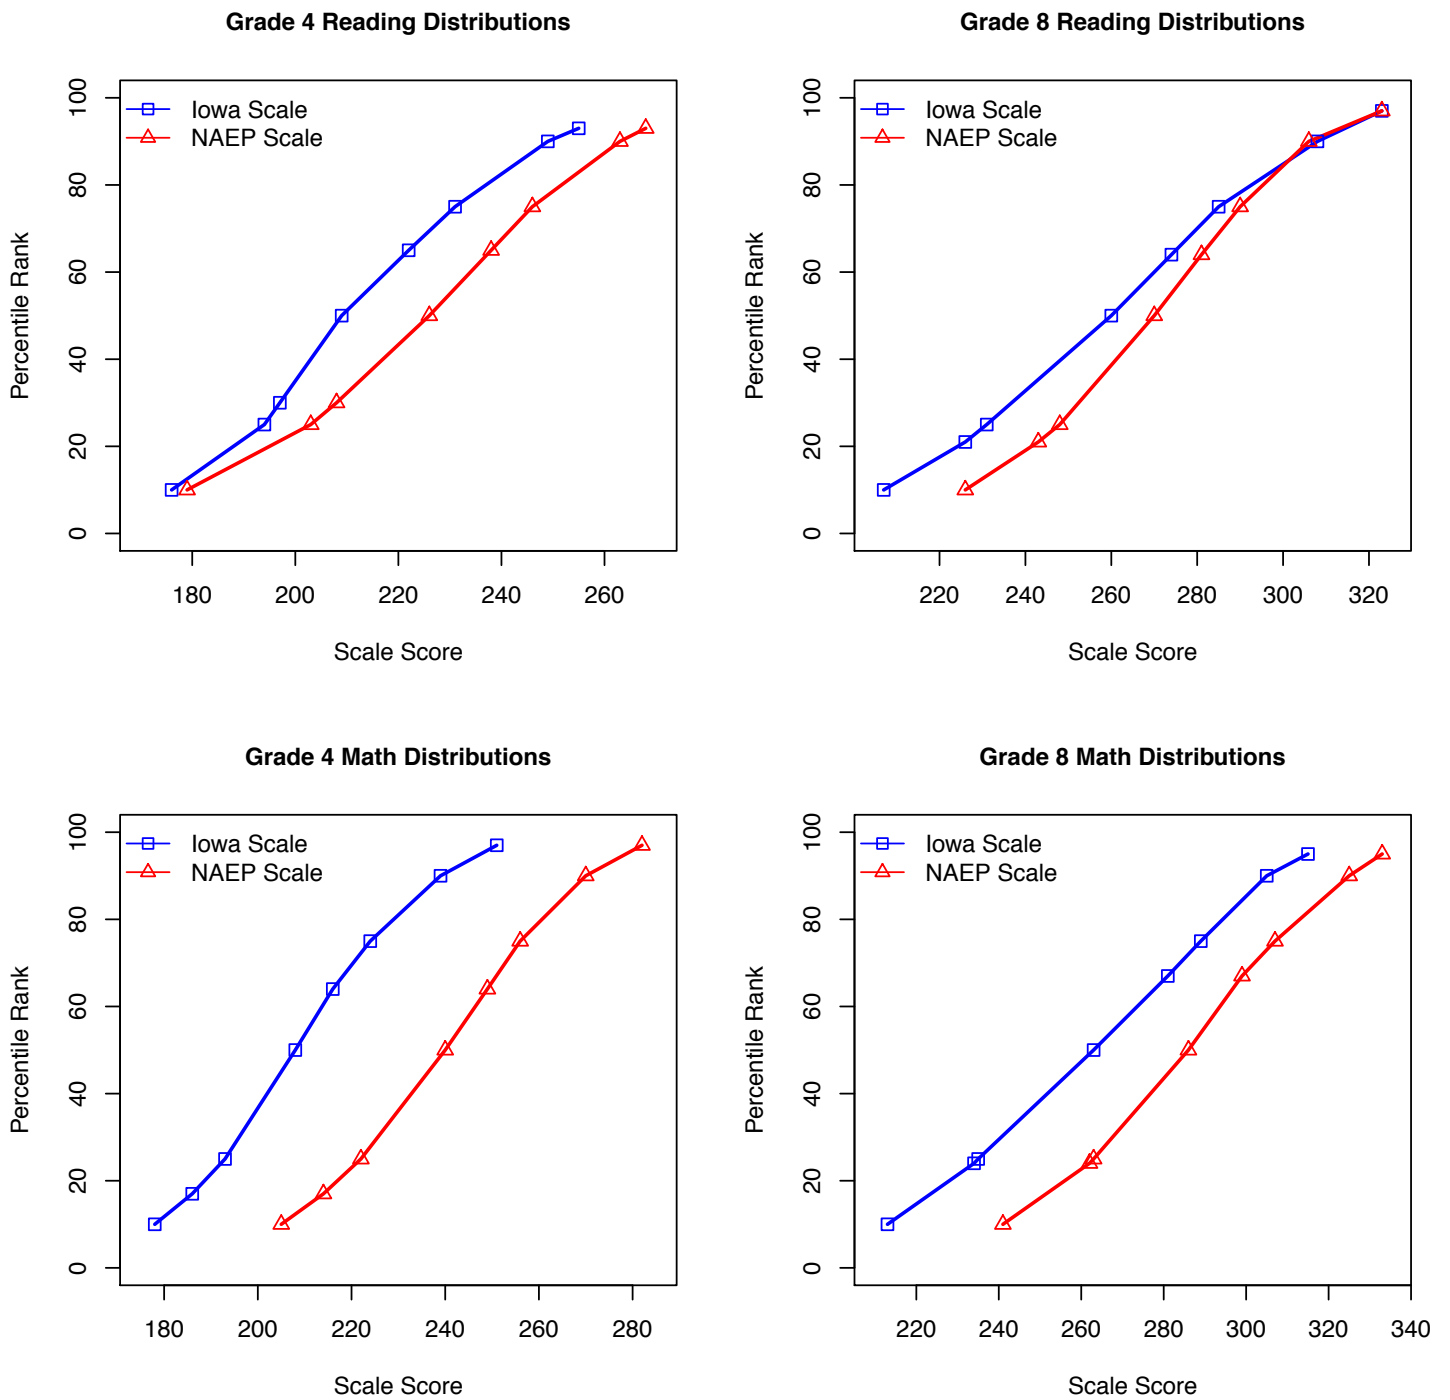 Grade 4 Reading Distributions
Iowa Scale
NAEP Scale
Percentile Rank
100
80
60
40
20
0
180 200 220 240 260
Scale Score
Grade 8 Reading Distributions
Iowa Scale
NAEP Scale
Percentile Rank
100
80
60
40
20
0
220 240 260 280 300 320
Scale Score
Grade 4 Math Distributions
Iowa Scale
NAEP Scale
Percentile Rank
100
80
60
40
20
0
180 200 220 240 260 280
Scale Score
Grade 8 Math Distributions
Iowa Scale
NAEP Scale
Percentile Rank
100
80
60
40
20
0
220 240 260 280 300 320 340
Scale Score